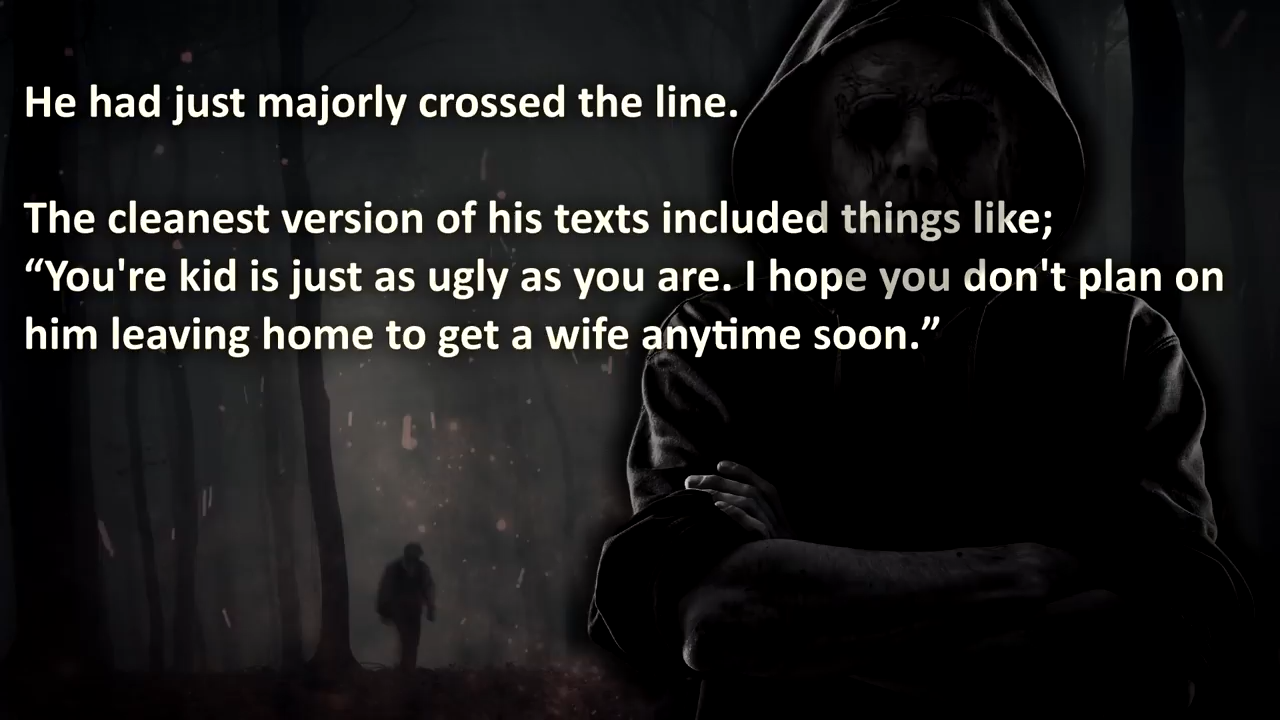 He had just majorly crossed the line.
The cleanest version of his texts included things like;
“You're kid is just as ugly as you are. I hope you don't plan on
him leaving home to get a wife anytime soon.”